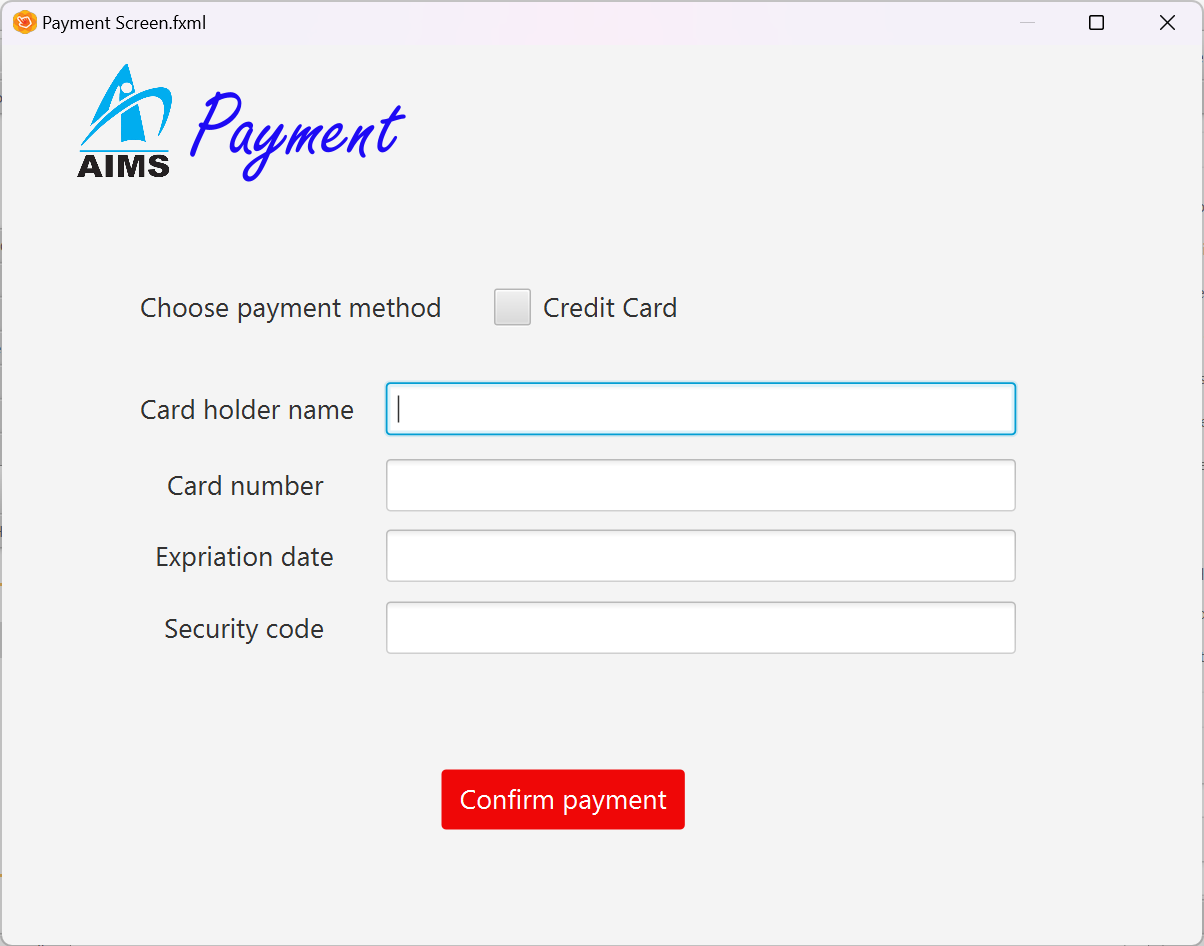 Payment Screen.fxml
AIMS
Payment
Choose payment method Credit Card
Card holder name
Card number
Expriation date
Security code
Confirm payment